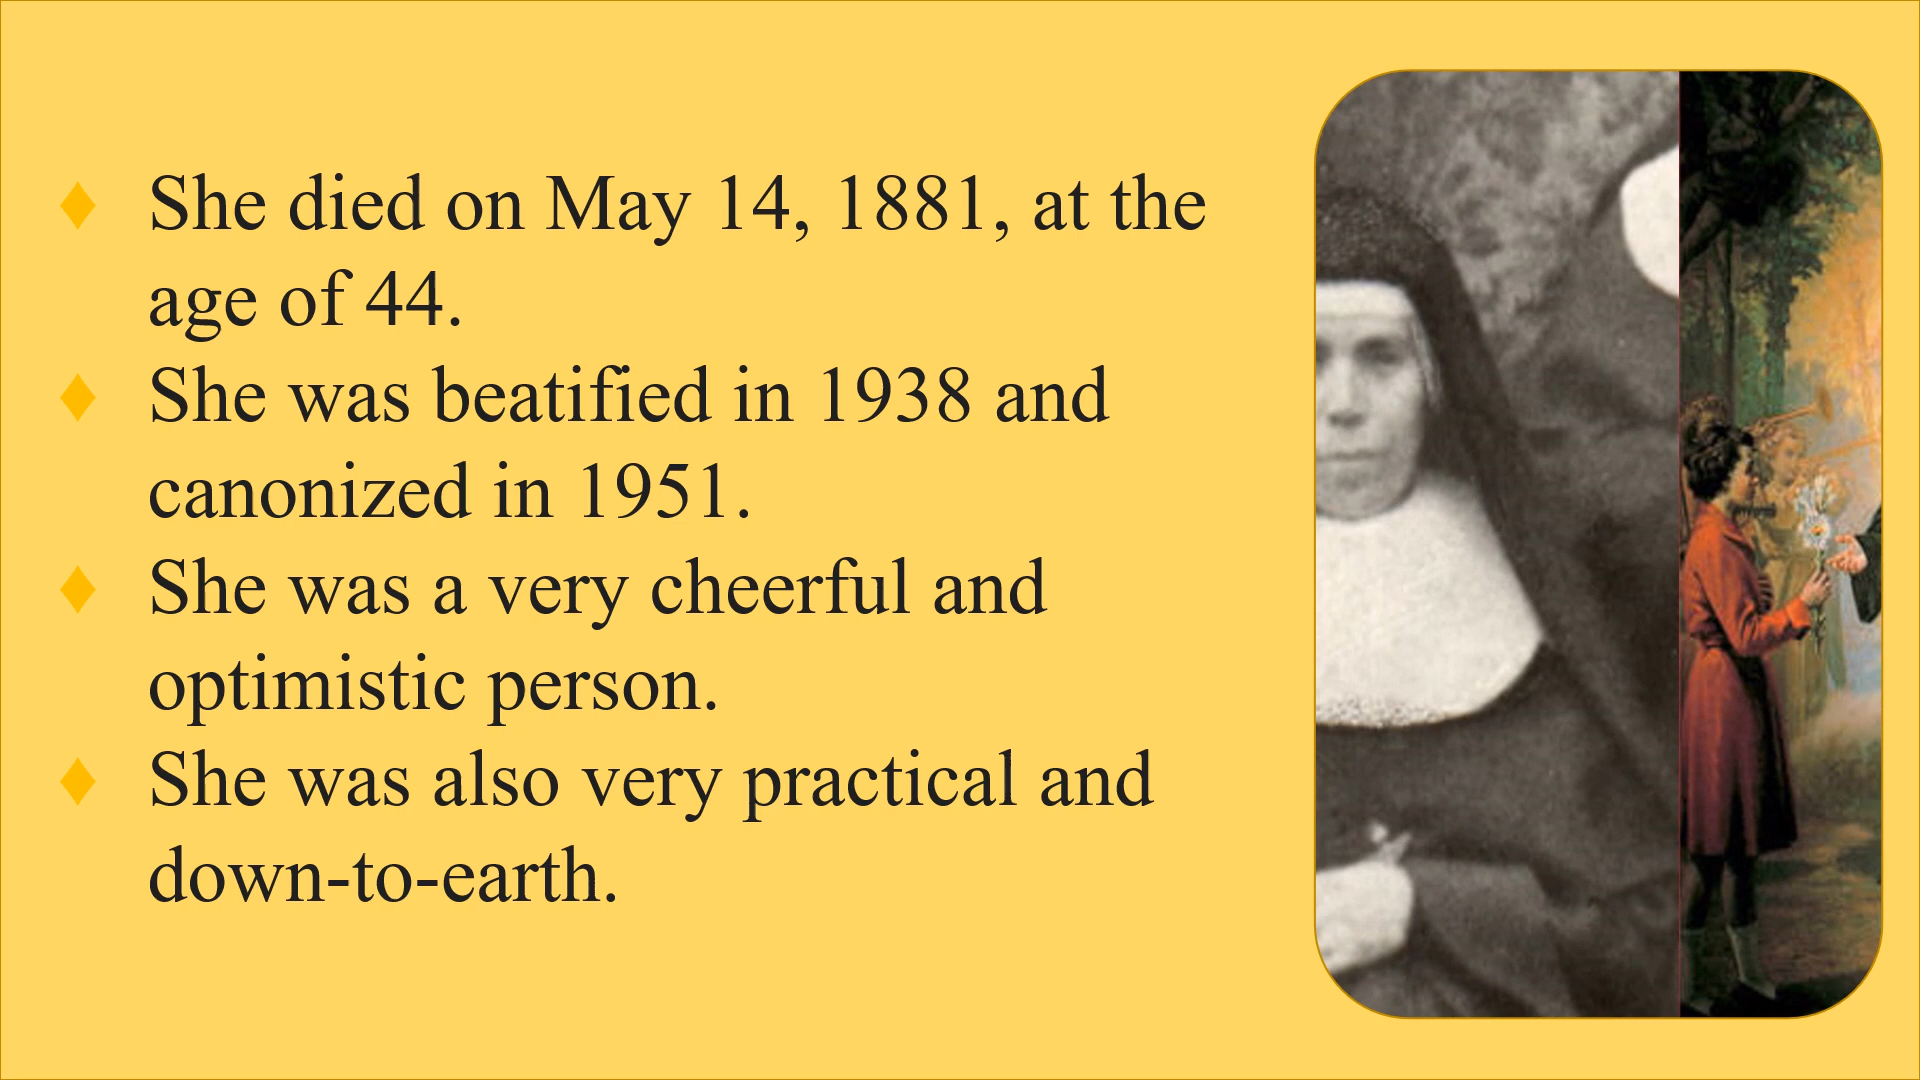 She died on May 14, 1881, at the
age of 44.
She was beatified in 1938 and
canonized in 1951.
She was a very cheerful and
optimistic person.
She was also very practical and
down-to-earth.